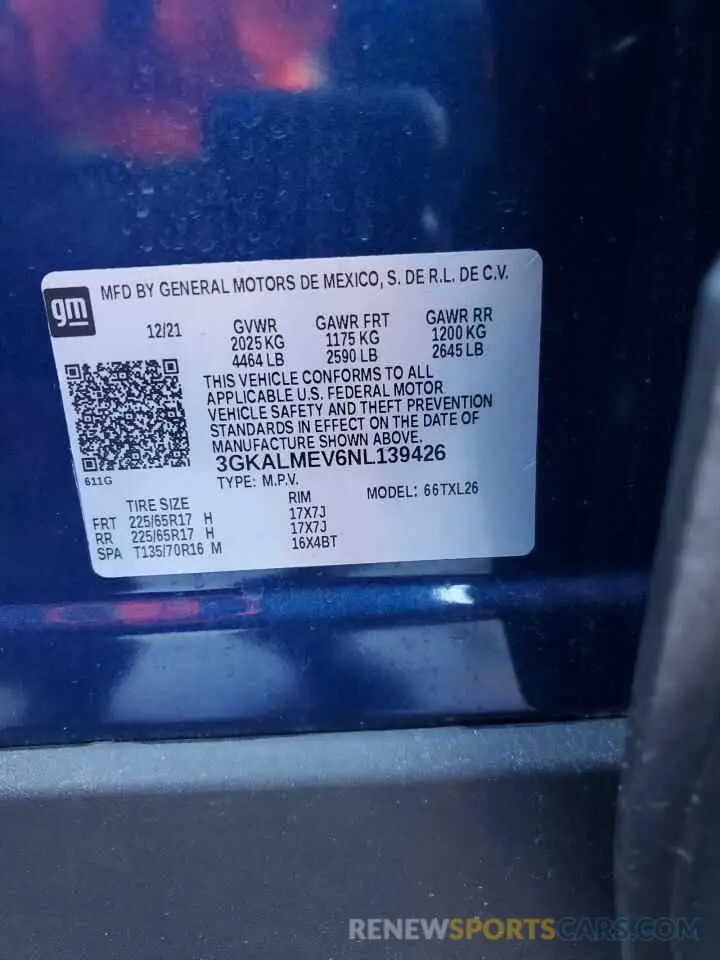 gm
MFD BY GENERAL MOTORS DE MEXICO, S. DE R.L. DE C.V.
12/21 GVWR GAWR FRT GAWR RR
2025 KG 1175 KG 1200 KG
4464 LB 2590 LB 2645 LB
THIS VEHICLE CONFORMS TO ALL
APPLICABLE U.S. FEDERAL MOTOR
VEHICLE SAFETY AND THEFT PREVENTION
STANDARDS IN EFFECT ON THE DATE OF
MANUFACTURE SHOWN ABOVE.
3GKALMEV6NL139426
611G
TYPE: M.P.V. MODEL: 66TXL26
TIRE SIZE RIM
FRT 225/65R17 H 17X7J
RR 225/65R17 H 17X7J
SPA T135/70R16 M 16X4BT
RENEWSPORTSCARS.COM